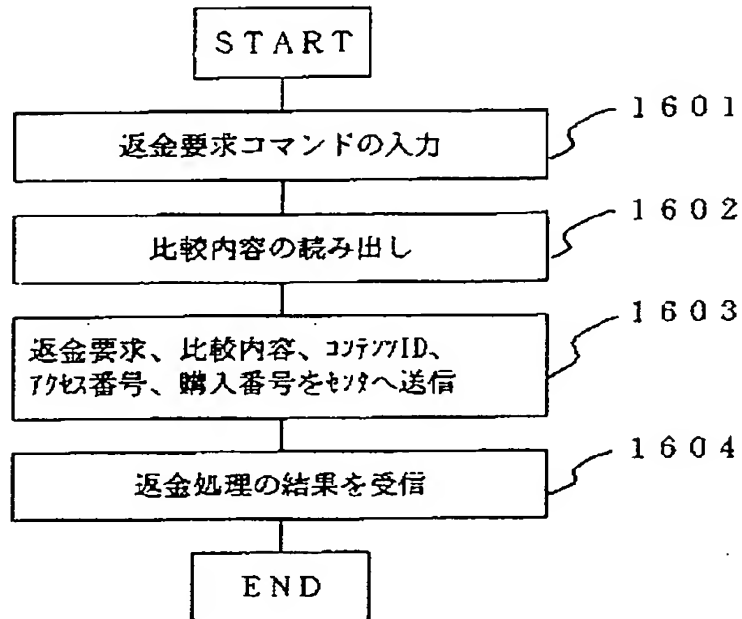 START
1601
返金要求コマンドの入力
1602
比較内容の読み出し
1603
返金要求、比較内容、ｺﾝﾃﾝﾂID、
ｱｸｾｽ番号、購入番号をｾﾝﾀへ送信
1604
返金処理の結果を受信
END